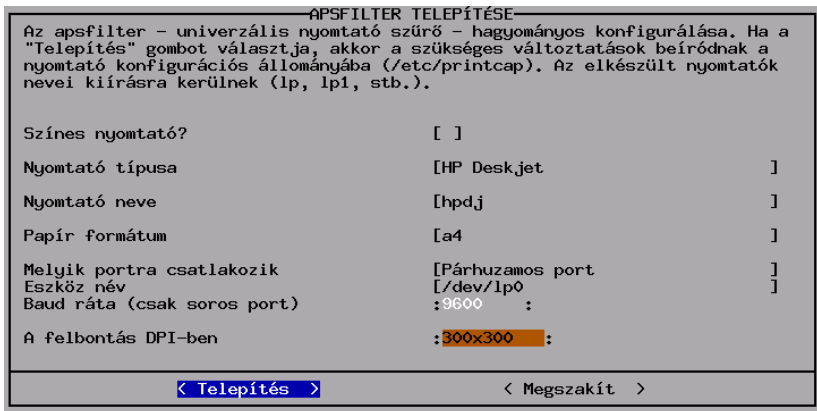 APSFILTER TELEPÍTÉSE
Az apsfilter – univerzális nyomtató szűrő – hagyományos konfigurálása. Ha a
"Telepítés" gombot választja, akkor a szükséges változtatások beíródnak a
nyomtató konfigurációs állományába (/etc/printcap). Az elkészült nyomtatók
nevei kiírásra kerülnek (lp, lp1, stb.).
Színes nyomtató? [ ]
Nyomtató típusa [HP Deskjet ]
Nyomtató neve [hpdj ]
Papír formátum [a4 ]
Melyik portra csatlakozik [Párhuzamos port ]
Eszköz név [/dev/lp0 ]
Baud ráta (csak soros port) :9600 :
A felbontás DPI-ben :300x300 :
< Telepítés > < Megszakít >